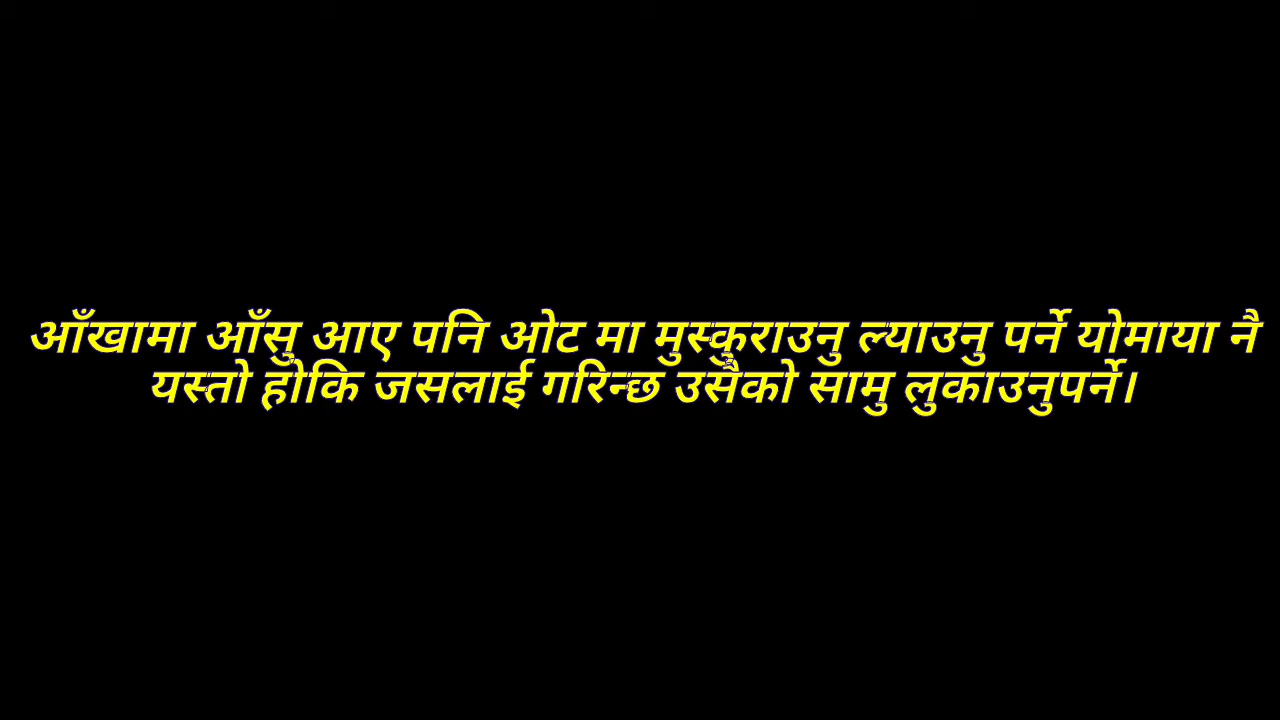 आँखामा आँसु आए पनि ओट मा मुस्कुराउनु ल्याउनु पर्ने योमाया नै
यस्तो होकि जसलाई गरिन्छ उसैको सामु लुकाउनुपर्ने।